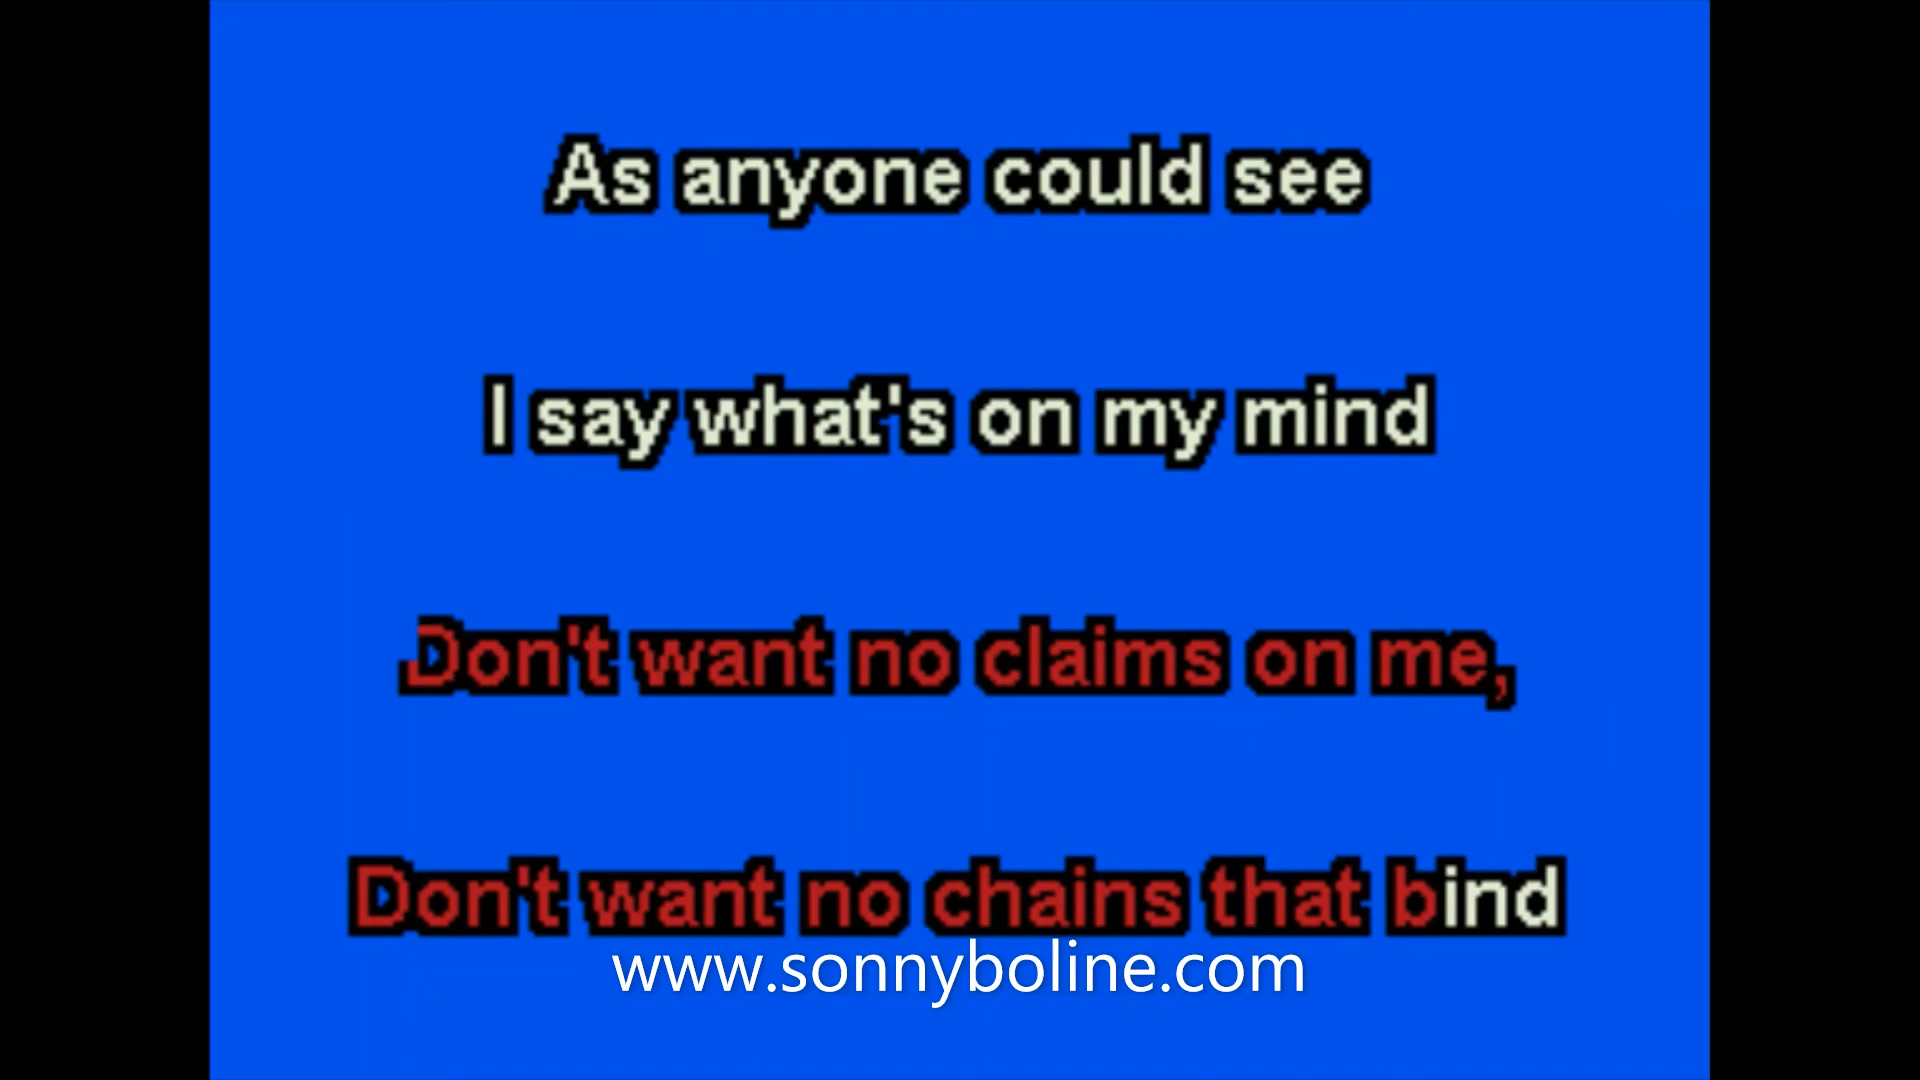 As anyone could see
I say what's on my mind
Don't want no claims on me,
Don't want no chains that bind
www.sonnyboline.com